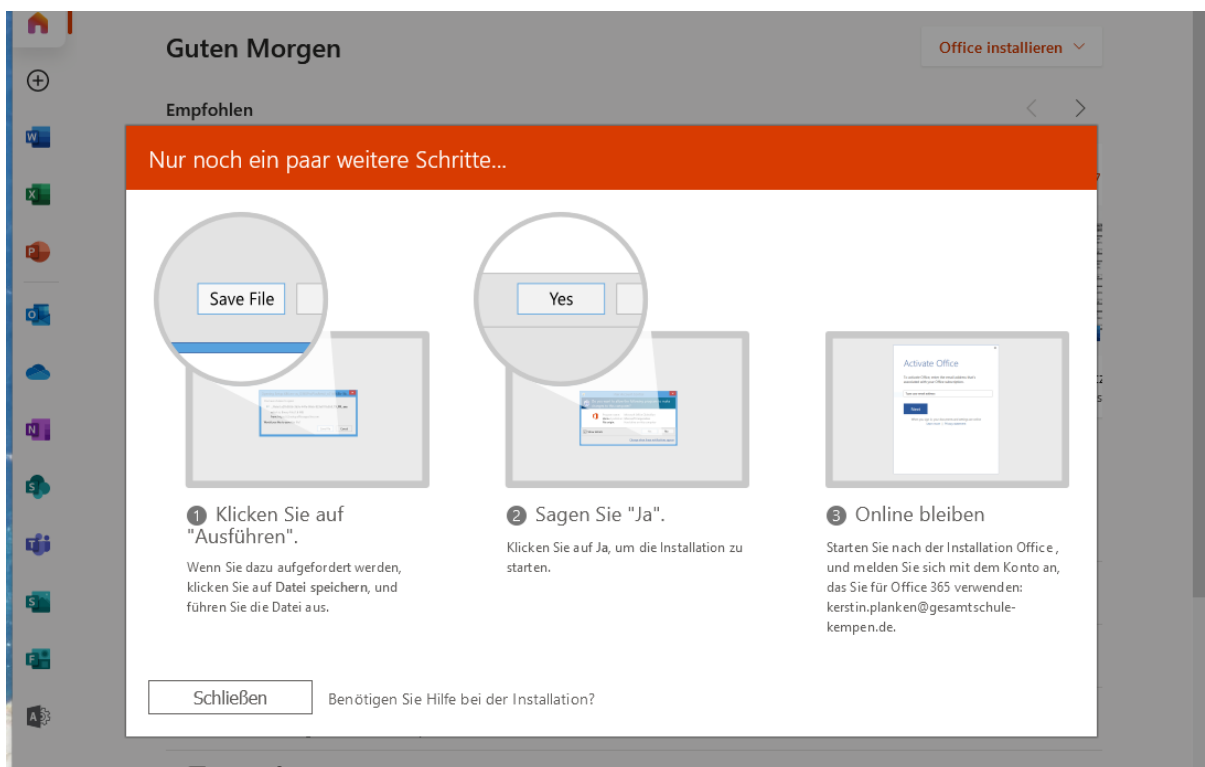 Guten Morgen
Office installieren
Empfohlen
Nur noch ein paar weitere Schritte...
Save File
Yes
Activate Office
1 Klicken Sie auf
"Ausführen".
Wenn Sie dazu aufgefordert werden,
klicken Sie auf Datei speichern, und
führen Sie die Datei aus.
2 Sagen Sie "Ja".
Klicken Sie auf Ja, um die Installation zu
starten.
3 Online bleiben
Starten Sie nach der Installation Office ,
und melden Sie sich mit dem Konto an,
das Sie für Office 365 verwenden:
kerstin.planken@gesamtschule-
kempen.de.
Schließen
Benötigen Sie Hilfe bei der Installation?